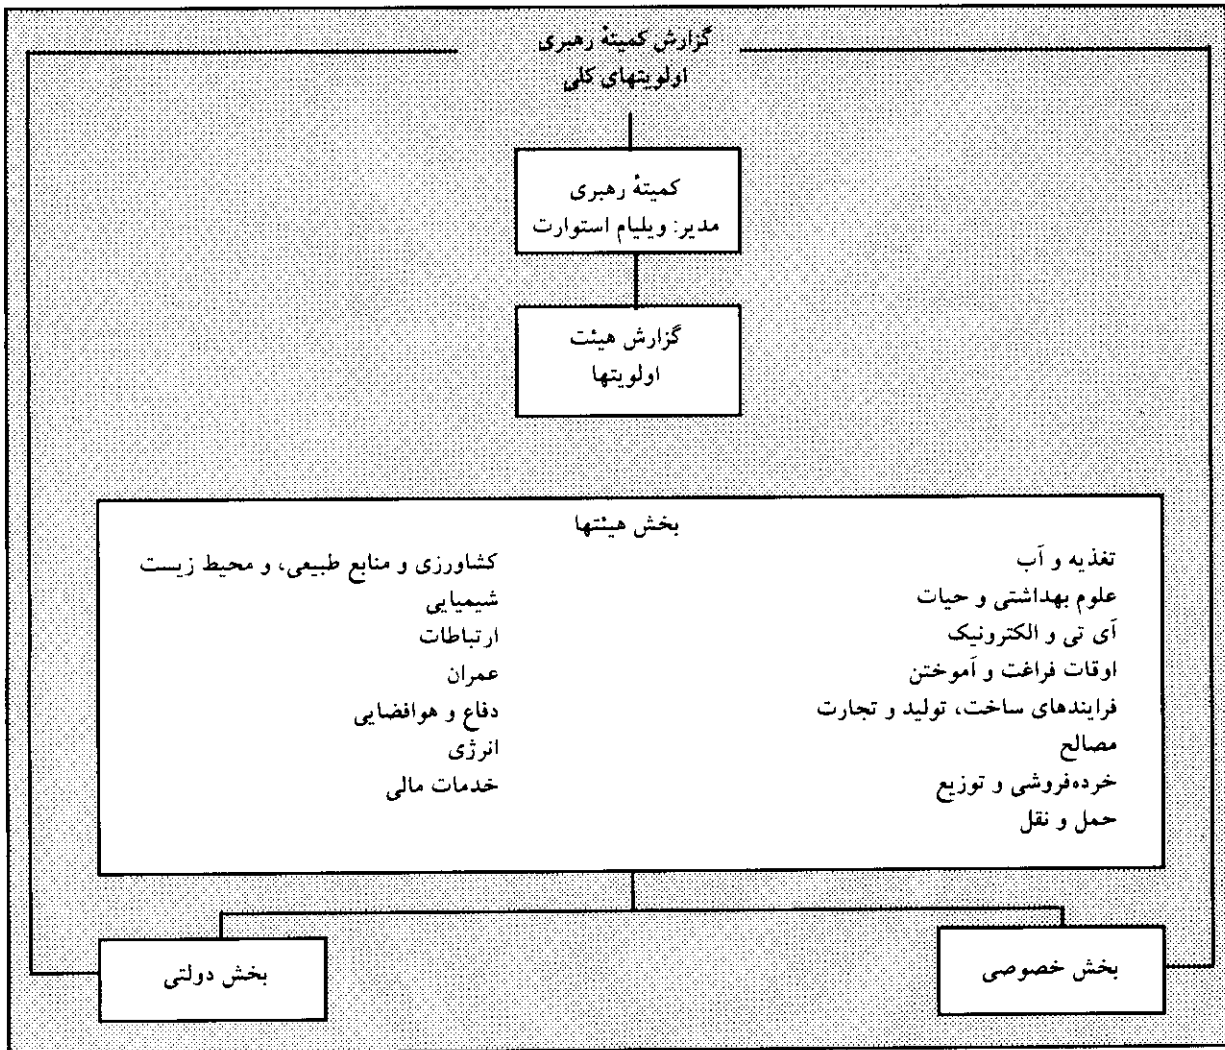 گزارش کمیتهٔ رهبری
اولویتهای کلی
کمیتهٔ رهبری
مدیر: ویلیام استوارت
گزارش هیئت
اولویتها
بخش هیئتها
تغذیه و آب
علوم بهداشتی و حیات
آی تی و الکترونیک
اوقات فراغت و آموختن
فرایندهای ساخت، تولید و تجارت
مصالح
خرده‌فروشی و توزیع
حمل و نقل
کشاورزی و منابع طبیعی، و محیط زیست
شیمیایی
ارتباطات
عمران
دفاع و هوافضایی
انرژی
خدمات مالی
بخش خصوصی
بخش دولتی